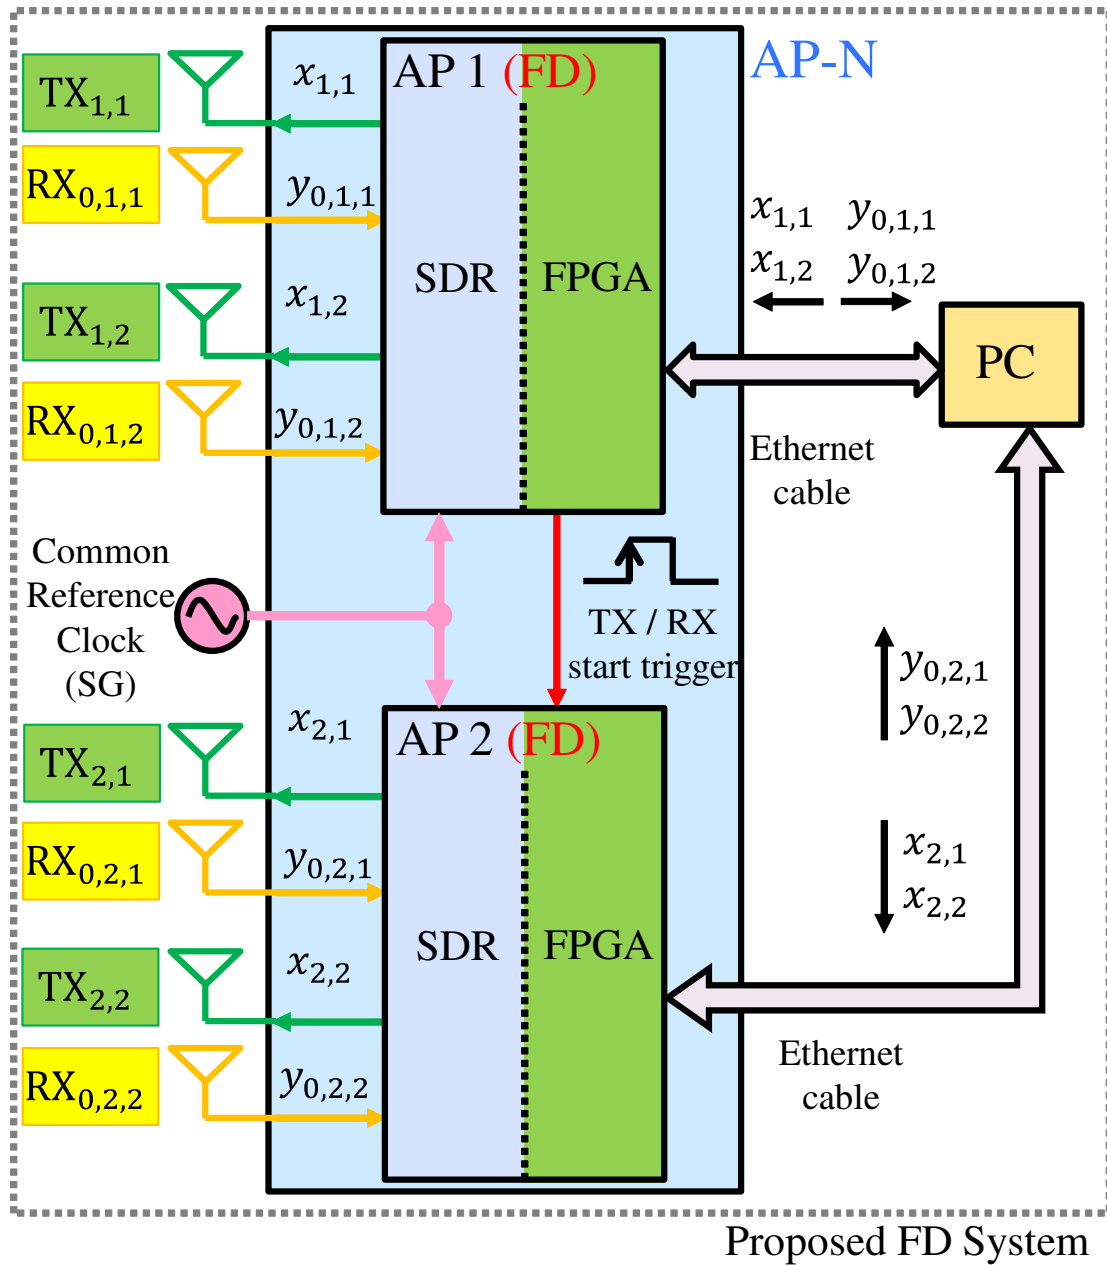 AP-N
AP 1 (FD)
TX1,1
x1,1
RX0,1,1
y0,1,1
x1,1 y0,1,1
x1,2 y0,1,2
SDR
FPGA
TX1,2
x1,2
PC
RX0,1,2
y0,1,2
Ethernet
cable
Common
Reference
Clock
(SG)
TX / RX
start trigger
y0,2,1
y0,2,2
AP 2 (FD)
TX2,1
x2,1
RX0,2,1
y0,2,1
x2,1
x2,2
SDR
FPGA
TX2,2
x2,2
RX0,2,2
y0,2,2
Ethernet
cable
Proposed FD System